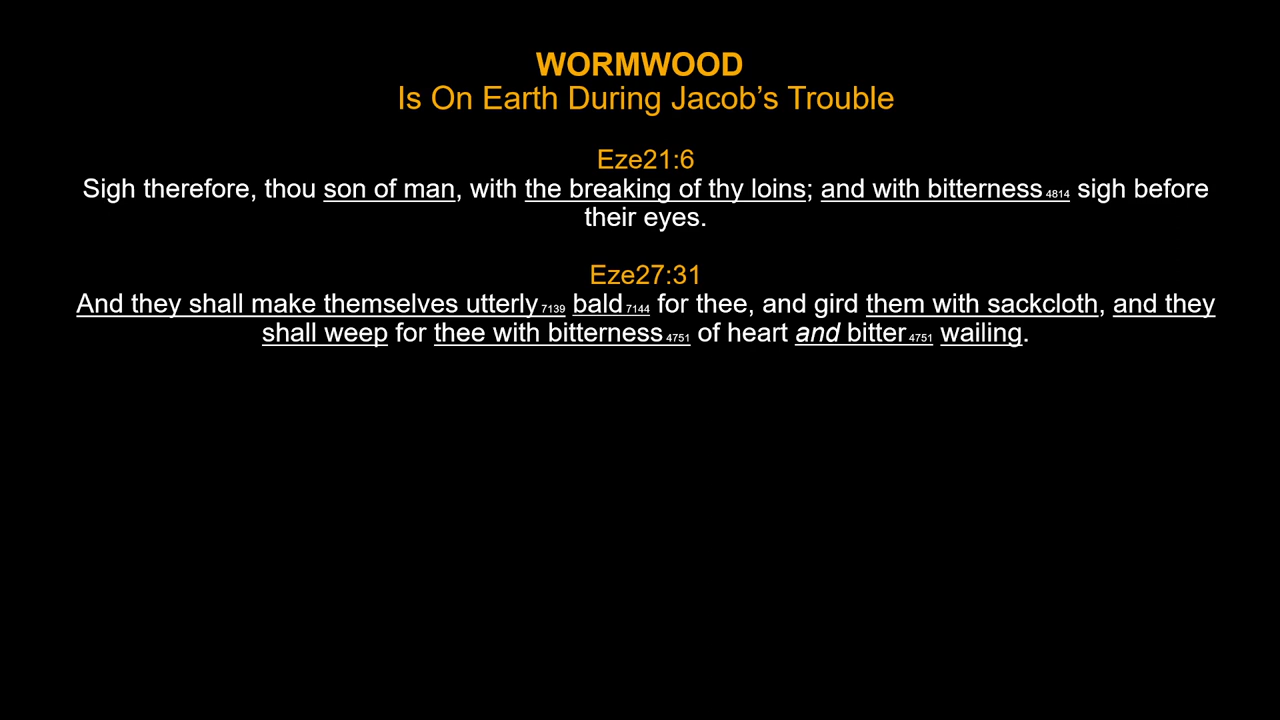 WORMWOOD
Is On Earth During Jacob’s Trouble
Eze21:6
Sigh therefore, thou son of man, with the breaking of thy loins; and with bitterness 4814 sigh before
their eyes.
Eze27:31
And they shall make themselves utterly 7139 bald 7144 for thee, and gird them with sackcloth, and they
shall weep for thee with bitterness 4751 of heart and bitter 4751 wailing.